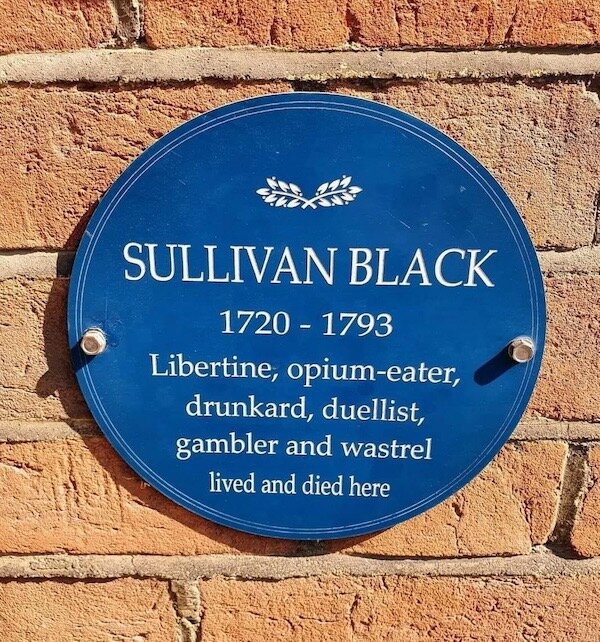 SULLIVAN BLACK
1720 - 1793
Libertine, opium-eater,
drunkard, duellist,
gambler and wastrel
lived and died here